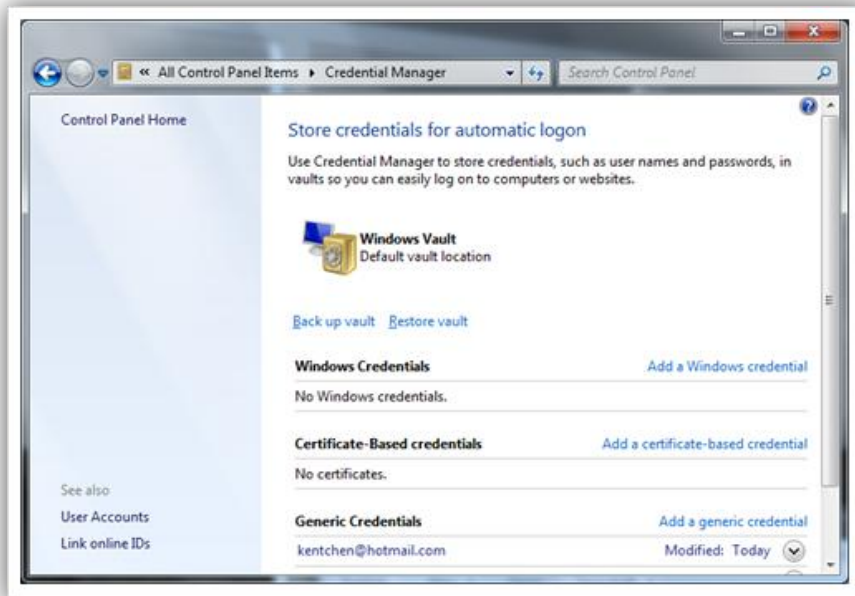 « All Control Panel Items ▸ Credential Manager
Search Control Panel
Control Panel Home
Store credentials for automatic logon
Use Credential Manager to store credentials, such as user names and passwords, in
vaults so you can easily log on to computers or websites.
Windows Vault
Default vault location
Back up vault Restore vault
Windows Credentials Add a Windows credential
No Windows credentials.
Certificate-Based credentials Add a certificate-based credential
No certificates.
See also
User Accounts
Link online IDs
Generic Credentials Add a generic credential
kentchen@hotmail.com Modified: Today